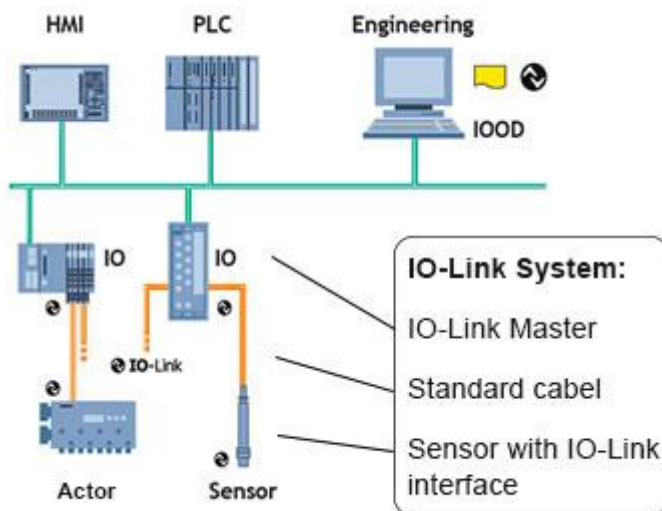 HMI
PLC
Engineering
IOOD
IO
IO
IO-Link System:
IO-Link Master
IO-Link
Standard cabel
Sensor with IO-Link
interface
Actor
Sensor